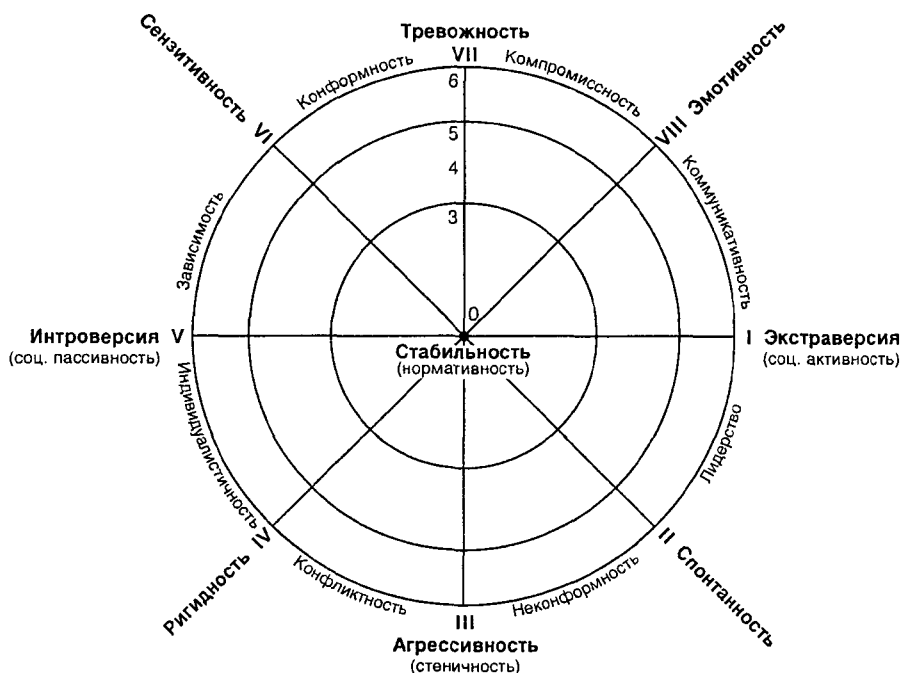 Тревожность
VII
Сензитивность VI
VIII Эмотивность
Конформность
Компромиссность
6
5
4
3
0
Зависимость
Коммуникативность
Интроверсия V
(соц. пассивность)
Стабильность
(нормативность)
I Экстраверсия
(соц. активность)
Индивидуалистичность
Лидерство
Ригидность IV
II Спонтанность
Конфликтность
Неконформность
III
Агрессивность
(стеничность)